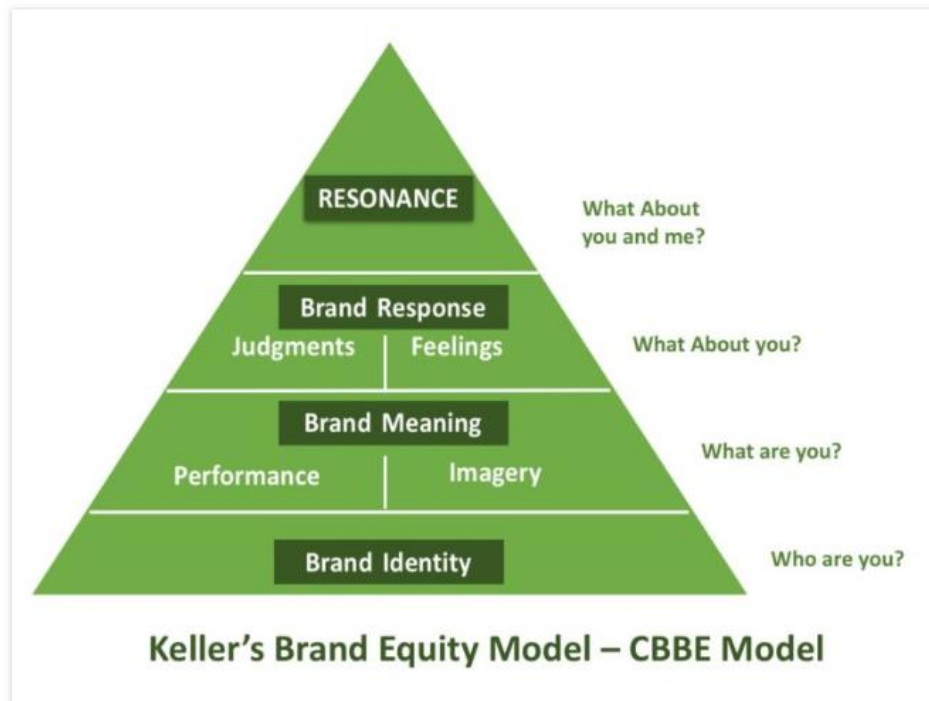 RESONANCE
What About
you and me?
Brand Response
Judgments
Feelings
What About you?
Brand Meaning
Performance
Imagery
What are you?
Brand Identity
Who are you?
Keller's Brand Equity Model – CBBE Model